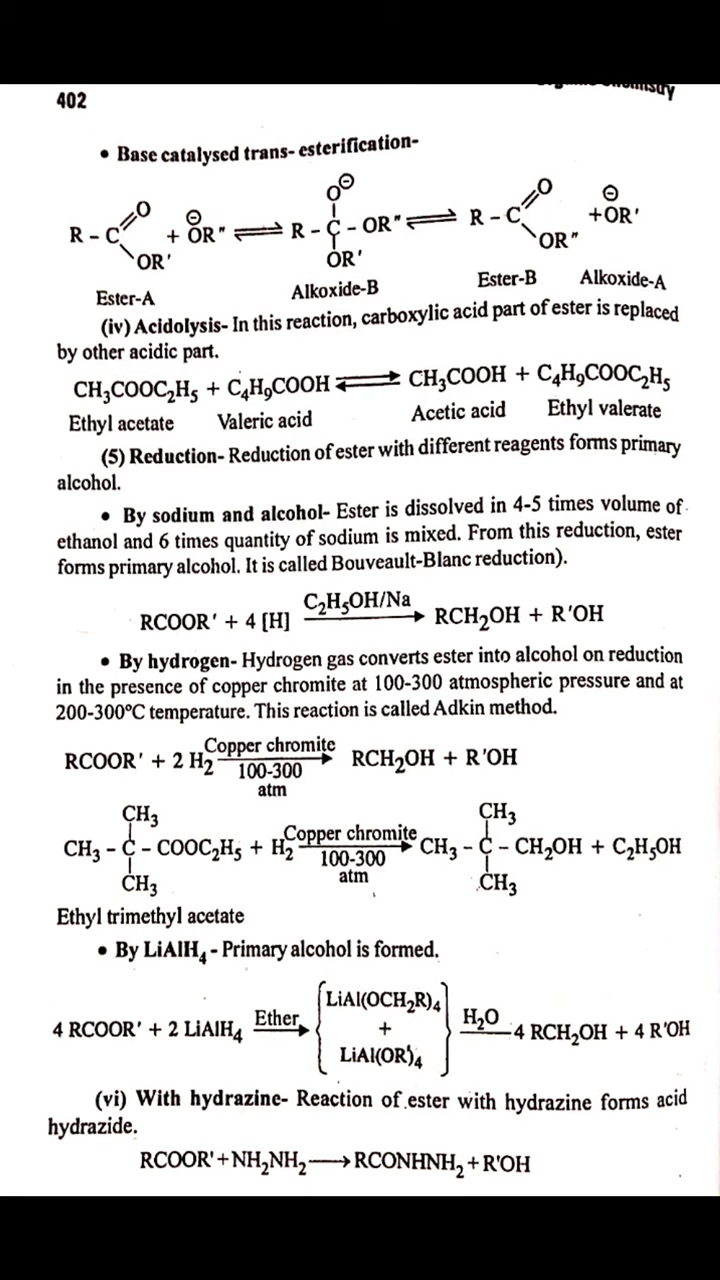 Organic Chemistry
402
• Base catalysed trans- esterification-
R – C(=O)(OR′) + ⊖OR″ ⇌ R – C(O⊖)(OR′) – OR″ ⇌ R – C(=O)(OR″) + ⊖OR′
Ester-A Alkoxide-B Ester-B Alkoxide-A
(iv) Acidolysis- In this reaction, carboxylic acid part of ester is replaced
by other acidic part.
CH₃COOC₂H₅ + C₄H₉COOH ⇌ CH₃COOH + C₄H₉COOC₂H₅
Ethyl acetate Valeric acid Acetic acid Ethyl valerate
(5) Reduction- Reduction of ester with different reagents forms primary
alcohol.
• By sodium and alcohol- Ester is dissolved in 4-5 times volume of
ethanol and 6 times quantity of sodium is mixed. From this reduction, ester
forms primary alcohol. It is called Bouveault-Blanc reduction).
C₂H₅OH/Na
RCOOR′ + 4 [H] → RCH₂OH + R′OH
• By hydrogen- Hydrogen gas converts ester into alcohol on reduction
in the presence of copper chromite at 100-300 atmospheric pressure and at
200-300°C temperature. This reaction is called Adkin method.
Copper chromite
RCOOR′ + 2 H₂ → RCH₂OH + R′OH
100-300
atm
CH₃ CH₃
Copper chromite
CH₃ – C – COOC₂H₅ + H₂ → CH₃ – C – CH₂OH + C₂H₅OH
100-300
atm
CH₃ CH₃
Ethyl trimethyl acetate
• By LiAlH₄ - Primary alcohol is formed.
LiAl(OCH₂R)₄
4 RCOOR′ + 2 LiAlH₄ Ether → + H₂O 4 RCH₂OH + 4 R′OH
LiAl(OR′)₄
(vi) With hydrazine- Reaction of ester with hydrazine forms acid
hydrazide.
RCOOR′ + NH₂NH₂ → RCONHNH₂ + R′OH